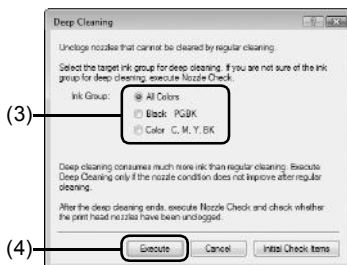 Deep Cleaning
Unclogs nozzles that cannot be cleared by regular cleaning.
Select the target ink group for deep cleaning. If you are not sure of the ink
group for deep cleaning, execute Nozzle Check.
Ink Group:
All Colors
(3)
Black PGBK
Color C, M, Y, BK
Deep cleaning consumes much more ink than regular cleaning. Execute
Deep Cleaning only if the nozzle condition does not improve after regular
cleaning.
After the deep cleaning ends, execute Nozzle Check and check whether
the print head nozzles have been unclogged.
(4)
Execute
Cancel
Initial Check Items